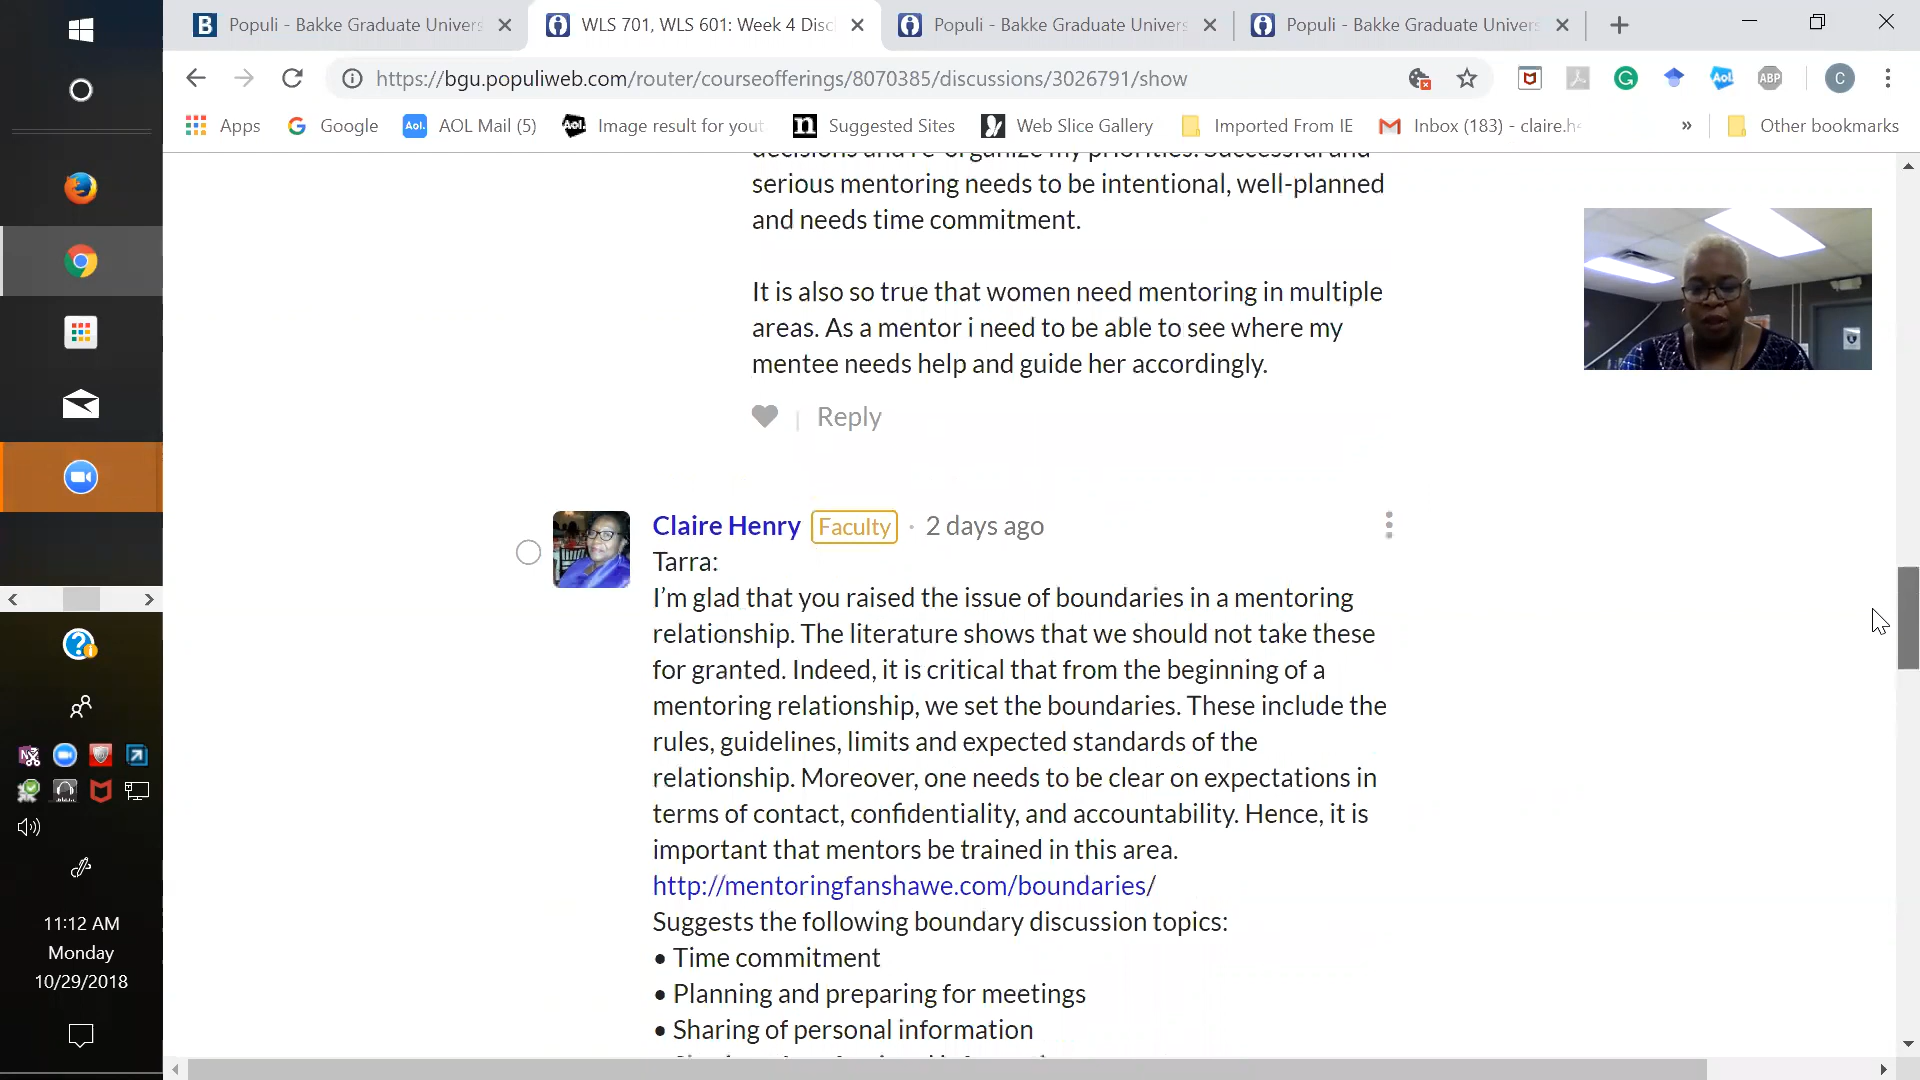 Populi - Bakke Graduate Univers
WLS 701, WLS 601: Week 4 Disc
Populi - Bakke Graduate Univers
Populi - Bakke Graduate Univers
https://bgu.populiweb.com/router/courseofferings/8070385/discussions/3026791/show
Apps
Google
AOL Mail (5)
Image result for yout
Suggested Sites
Web Slice Gallery
Imported From IE
Inbox (183) - claire.h
Other bookmarks
decisions and re-organize my priorities. Successful and
serious mentoring needs to be intentional, well-planned
and needs time commitment.
It is also so true that women need mentoring in multiple
areas. As a mentor i need to be able to see where my
mentee needs help and guide her accordingly.
Reply
Claire Henry Faculty · 2 days ago
Tarra:
I'm glad that you raised the issue of boundaries in a mentoring
relationship. The literature shows that we should not take these
for granted. Indeed, it is critical that from the beginning of a
mentoring relationship, we set the boundaries. These include the
rules, guidelines, limits and expected standards of the
relationship. Moreover, one needs to be clear on expectations in
terms of contact, confidentiality, and accountability. Hence, it is
important that mentors be trained in this area.
http://mentoringfanshawe.com/boundaries/
Suggests the following boundary discussion topics:
• Time commitment
• Planning and preparing for meetings
• Sharing of personal information
11:12 AM
Monday
10/29/2018